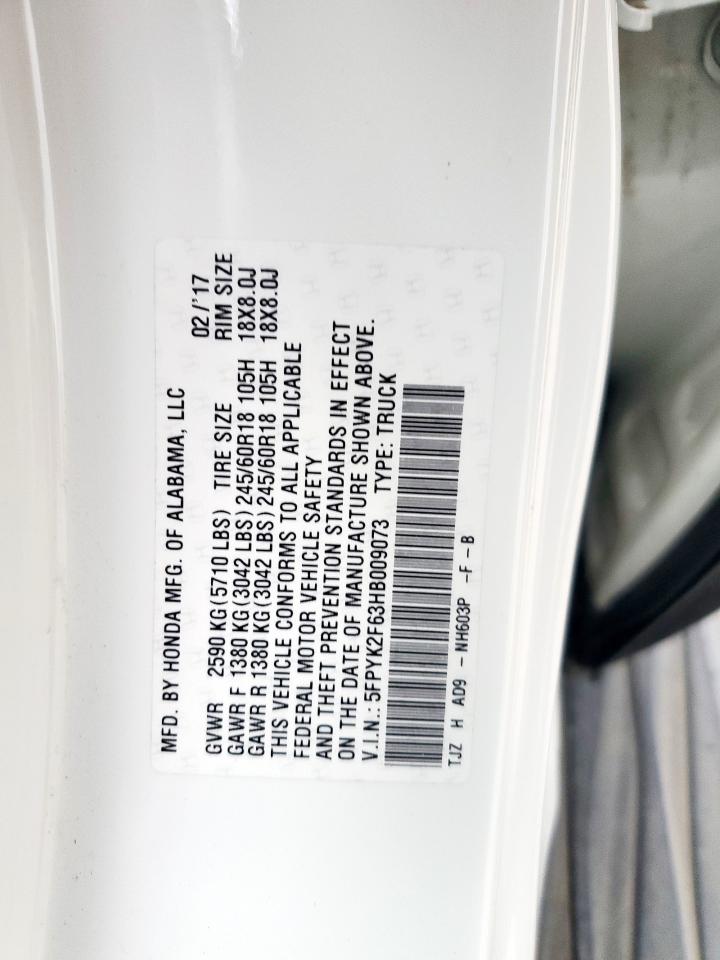 MFD. BY HONDA MFG. OF ALABAMA, LLC 02/'17
GVWR 2590 KG(5710 LBS) TIRE SIZE RIM SIZE
GAWR F 1380 KG(3042 LBS)245/60R18 105H 18X8.0J
GAWR R 1380 KG(3042 LBS)245/60R18 105H 18X8.0J
THIS VEHICLE CONFORMS TO ALL APPLICABLE
FEDERAL MOTOR VEHICLE SAFETY
AND THEFT PREVENTION STANDARDS IN EFFECT
ON THE DATE OF MANUFACTURE SHOWN ABOVE.
V.I.N.: 5FPYK2F63HB009073 TYPE: TRUCK
TJZ H A09 - NH603P -F -B